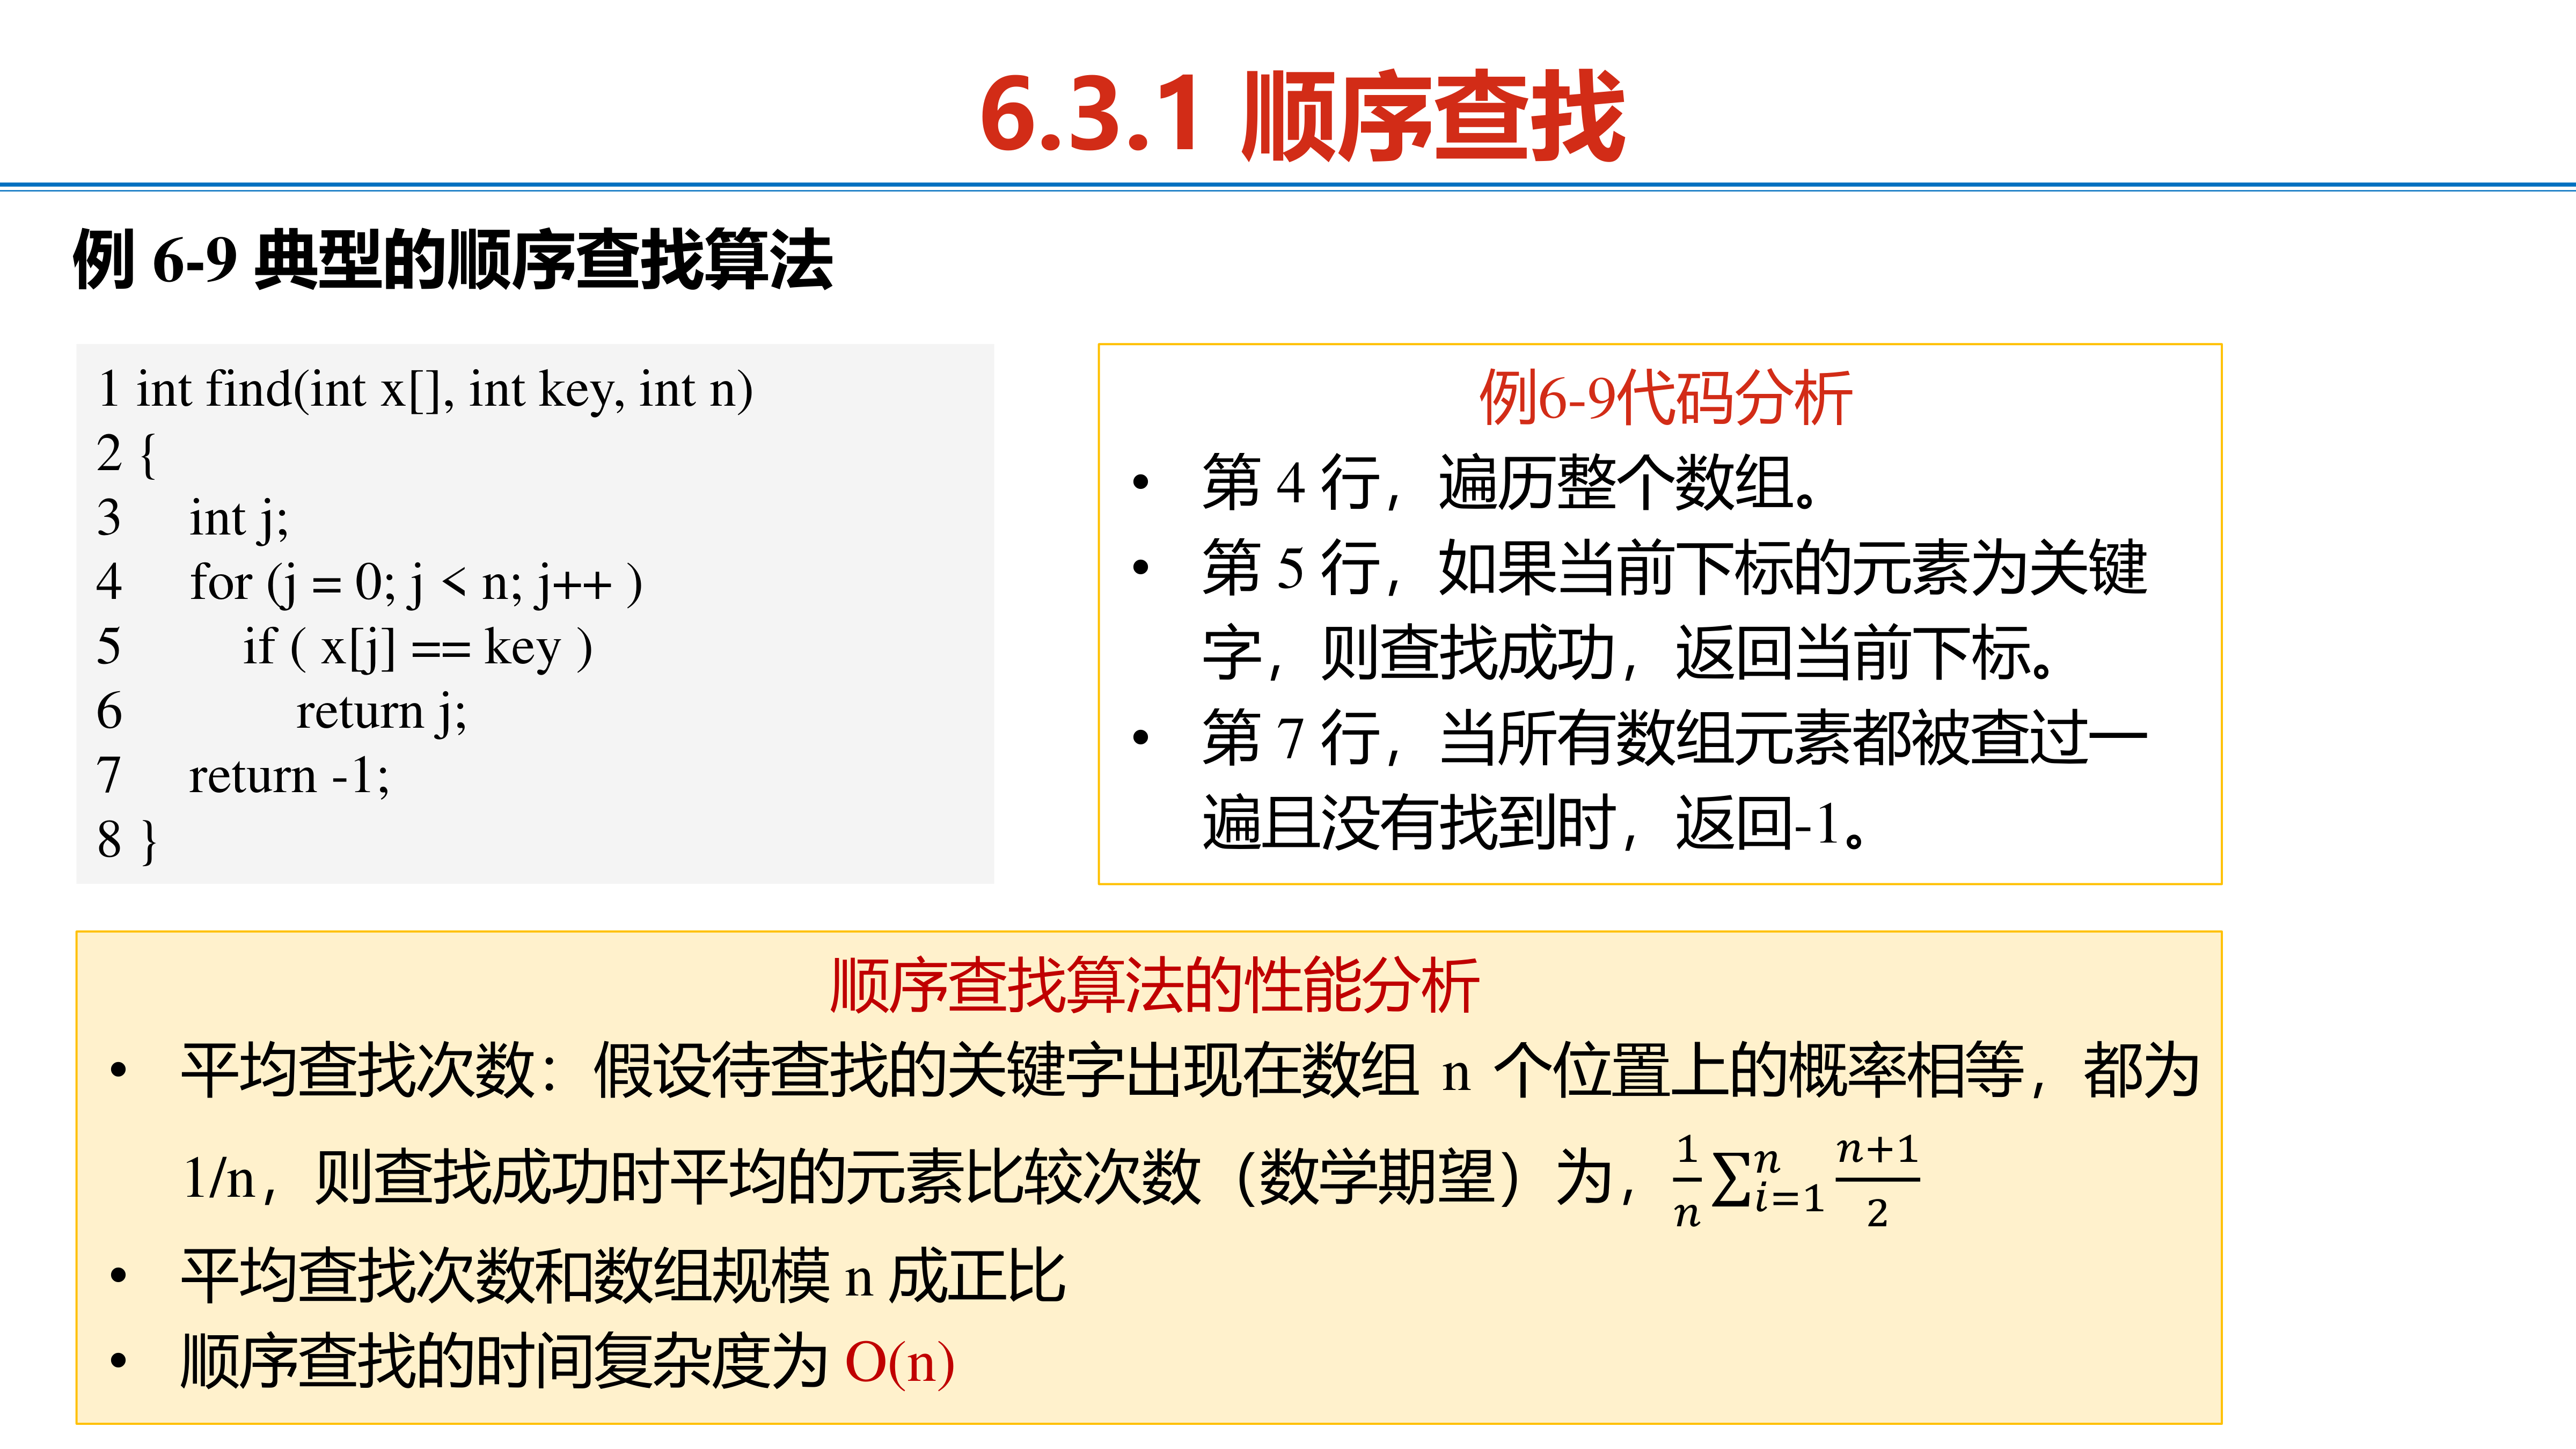 6.3.1 顺序查找
例 6-9 典型的顺序查找算法
1 int find(int x[], int key, int n)
2 {
3 int j;
4 for (j = 0; j < n; j++ )
5 if ( x[j] == key )
6 return j;
7 return -1;
8 }
例6-9代码分析
• 第 4 行，遍历整个数组。
• 第 5 行，如果当前下标的元素为关键
字，则查找成功，返回当前下标。
• 第 7 行，当所有数组元素都被查过一
遍且没有找到时，返回-1。
顺序查找算法的性能分析
• 平均查找次数：假设待查找的关键字出现在数组 n 个位置上的概率相等，都为
1/n，则查找成功时平均的元素比较次数（数学期望）为，$\frac{1}{n}\sum_{i=1}^{n}\frac{n+1}{2}$
• 平均查找次数和数组规模 n 成正比
• 顺序查找的时间复杂度为 O(n)